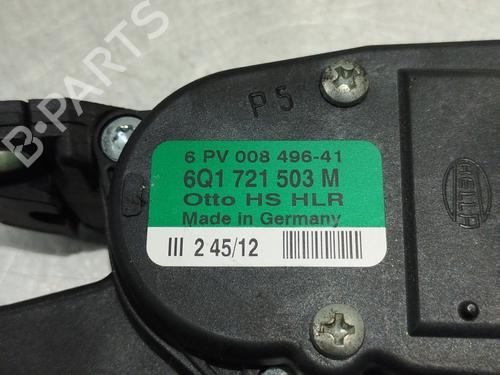 B-PARTS
P5
6 PV 008 496-41
6Q1 721 503 M
Otto HS HLR
Made in Germany
III 2 45/12
HELLA